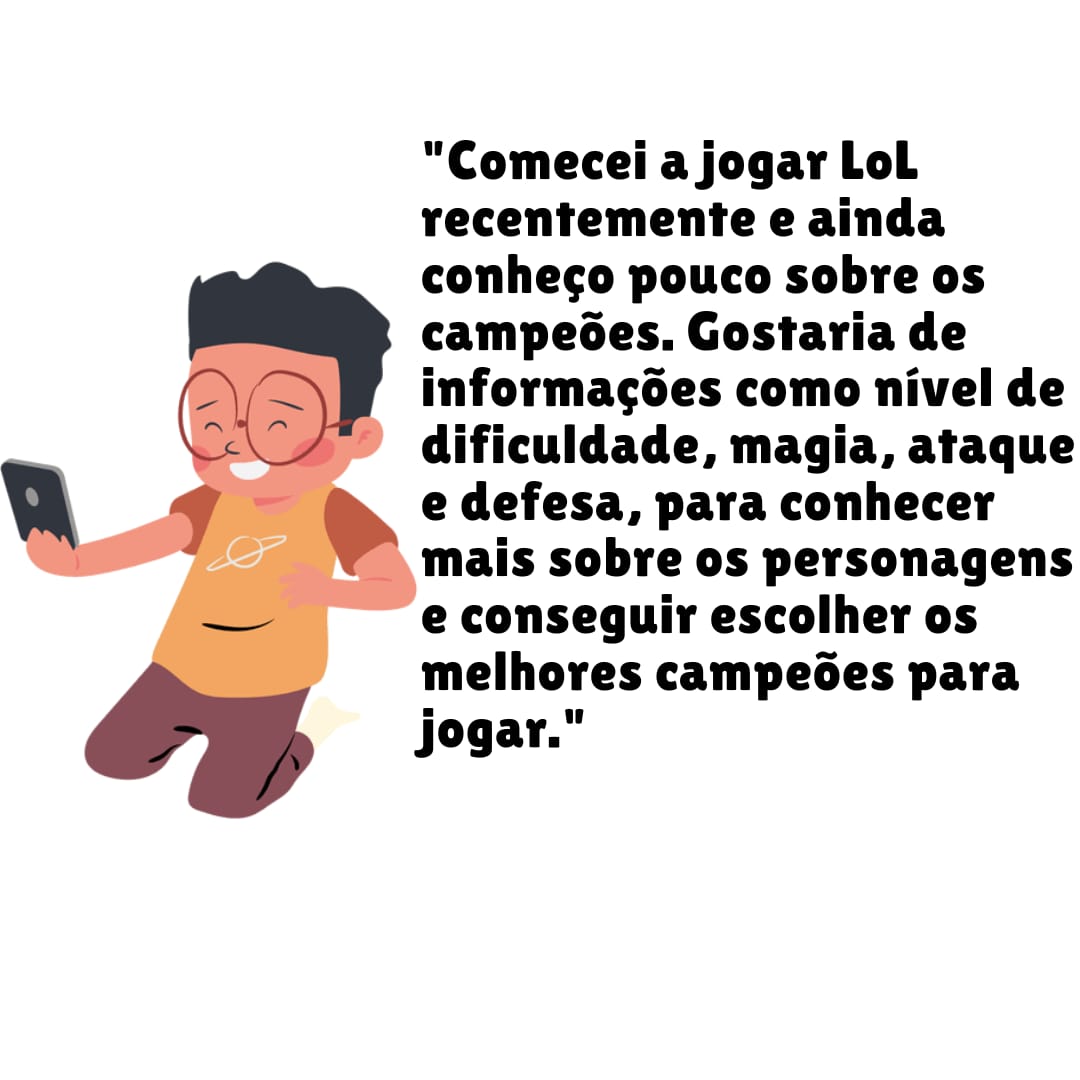 "Comecei a jogar LoL
recentemente e ainda
conheço pouco sobre os
campeões. Gostaria de
informações como nível de
dificuldade, magia, ataque
e defesa, para conhecer
mais sobre os personagens
e conseguir escolher os
melhores campeões para
jogar."